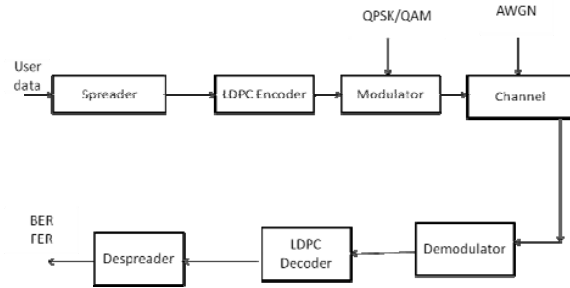 QPSK/QAM
AWGN
User
data
Spreader
LDPC Encoder
Modulator
Channel
BER
FER
Despreader
LDPC
Decoder
Demodulator